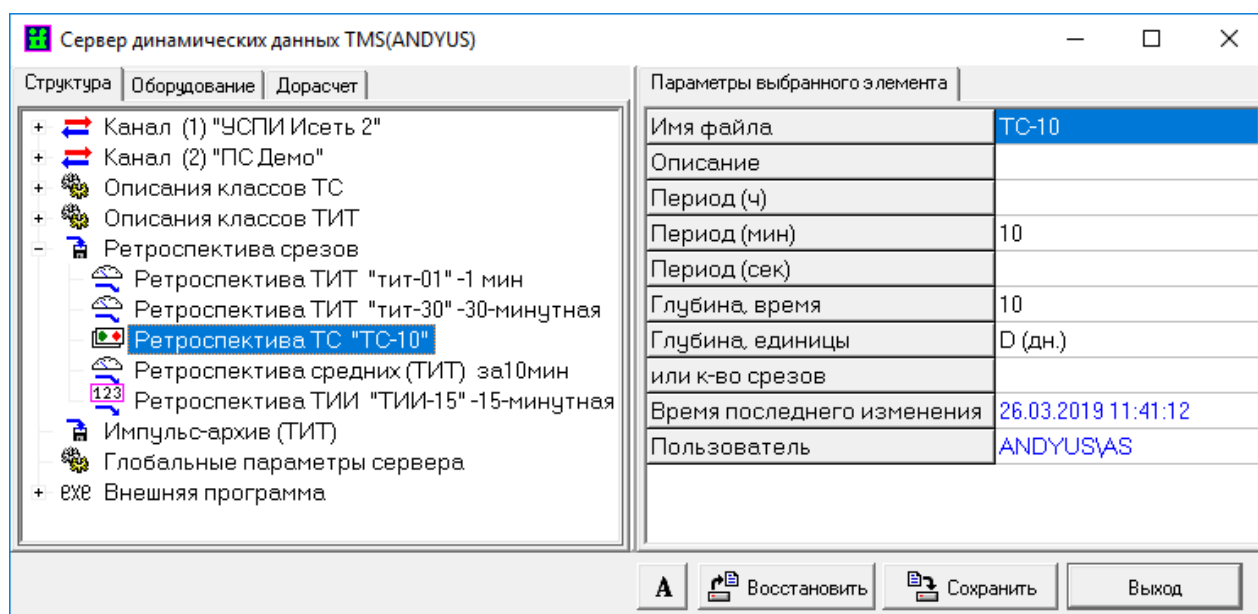 Сервер динамических данных TMS(ANDYUS)
Структура Оборудование Дорасчет
Канал (1) "УСПИ Исеть 2"
Канал (2) "ПС Демо"
Описания классов ТС
Описания классов ТИТ
Ретроспектива срезов
Ретроспектива ТИТ "тит-01" -1 мин
Ретроспектива ТИТ "тит-30" -30-минутная
Ретроспектива ТС "ТС-10"
Ретроспектива средних (ТИТ) за10мин
123 Ретроспектива ТИИ "ТИИ-15" -15-минутная
Импульс-архив (ТИТ)
Глобальные параметры сервера
exe Внешняя программа
Параметры выбранного элемента
Имя файла TC-10
Описание
Период (ч)
Период (мин) 10
Период (сек)
Глубина, время 10
Глубина, единицы D (дн.)
или к-во срезов
Время последнего изменения 26.03.2019 11:41:12
Пользователь ANDYUS\AS
A Восстановить Сохранить Выход